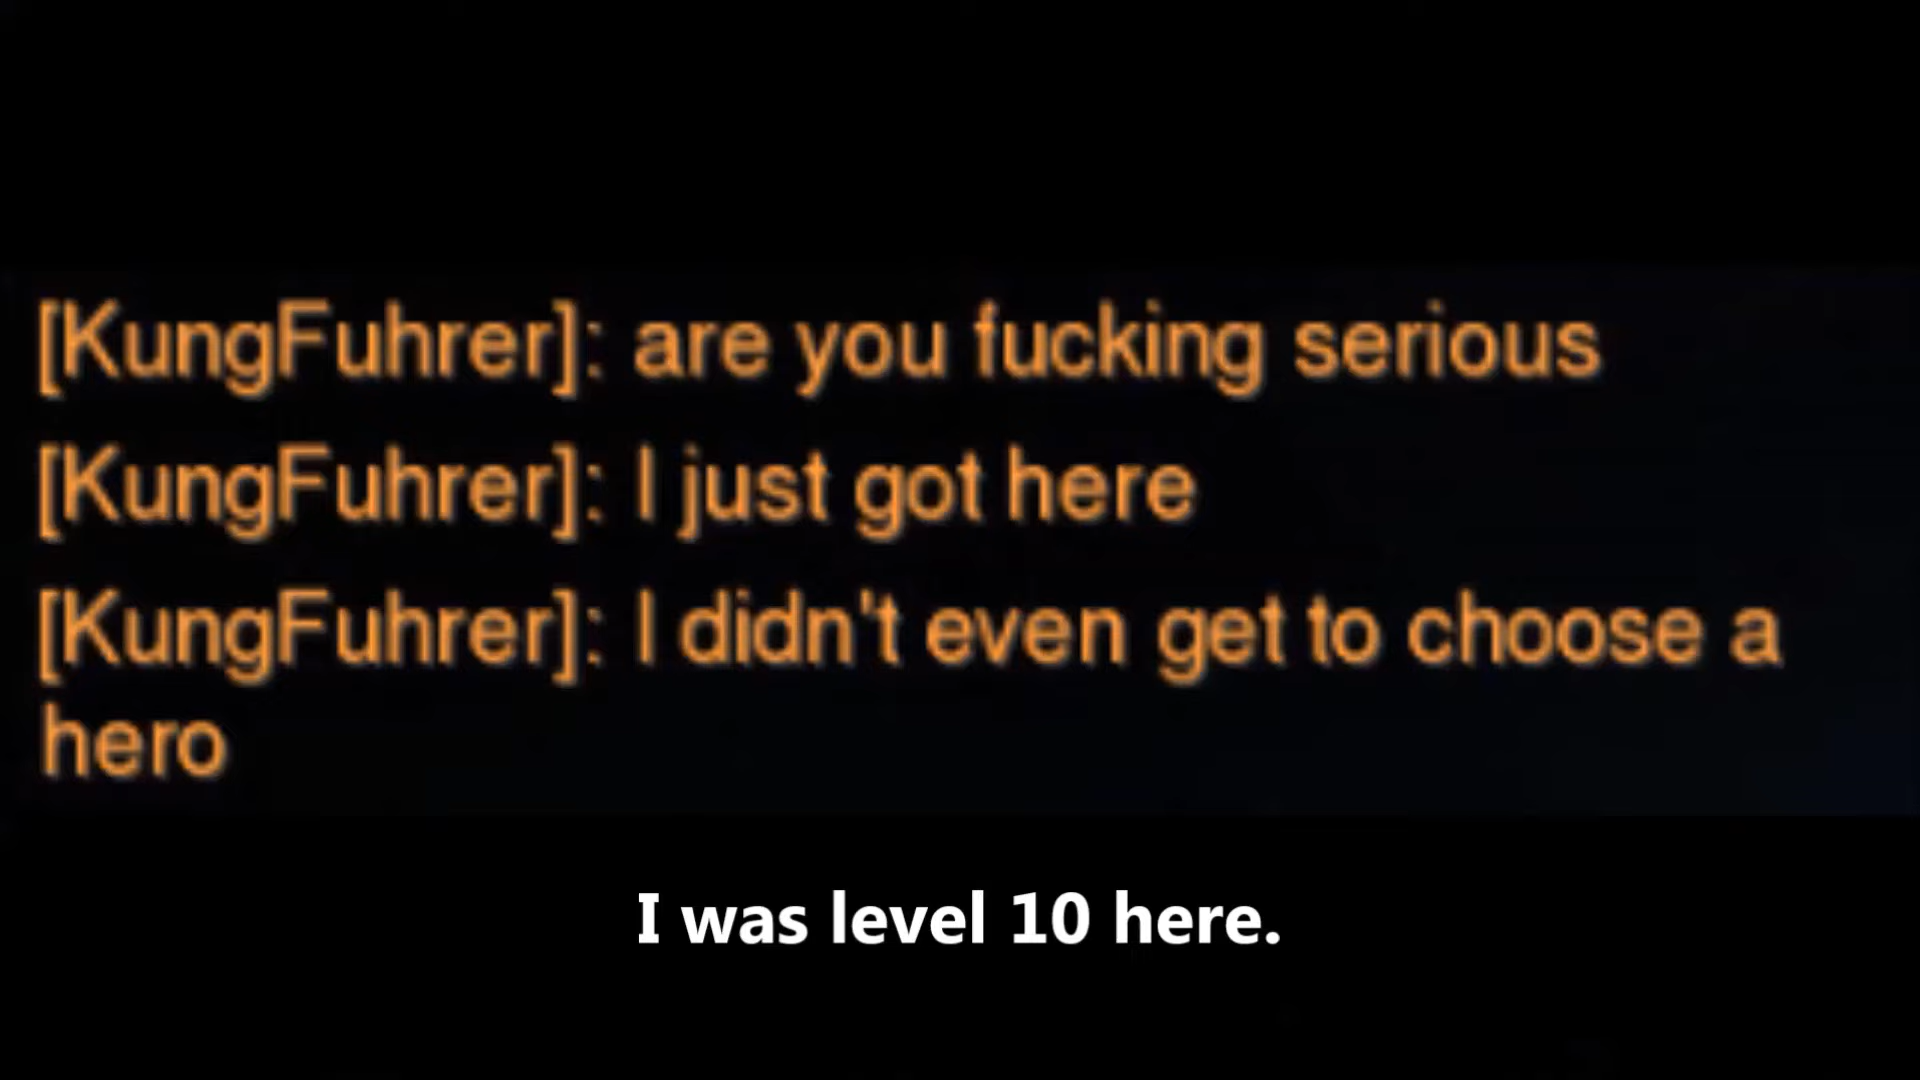 [KungFuhrer]: are you fucking serious
[KungFuhrer]: I just got here
[KungFuhrer]: I didn't even get to choose a
hero
I was level 10 here.